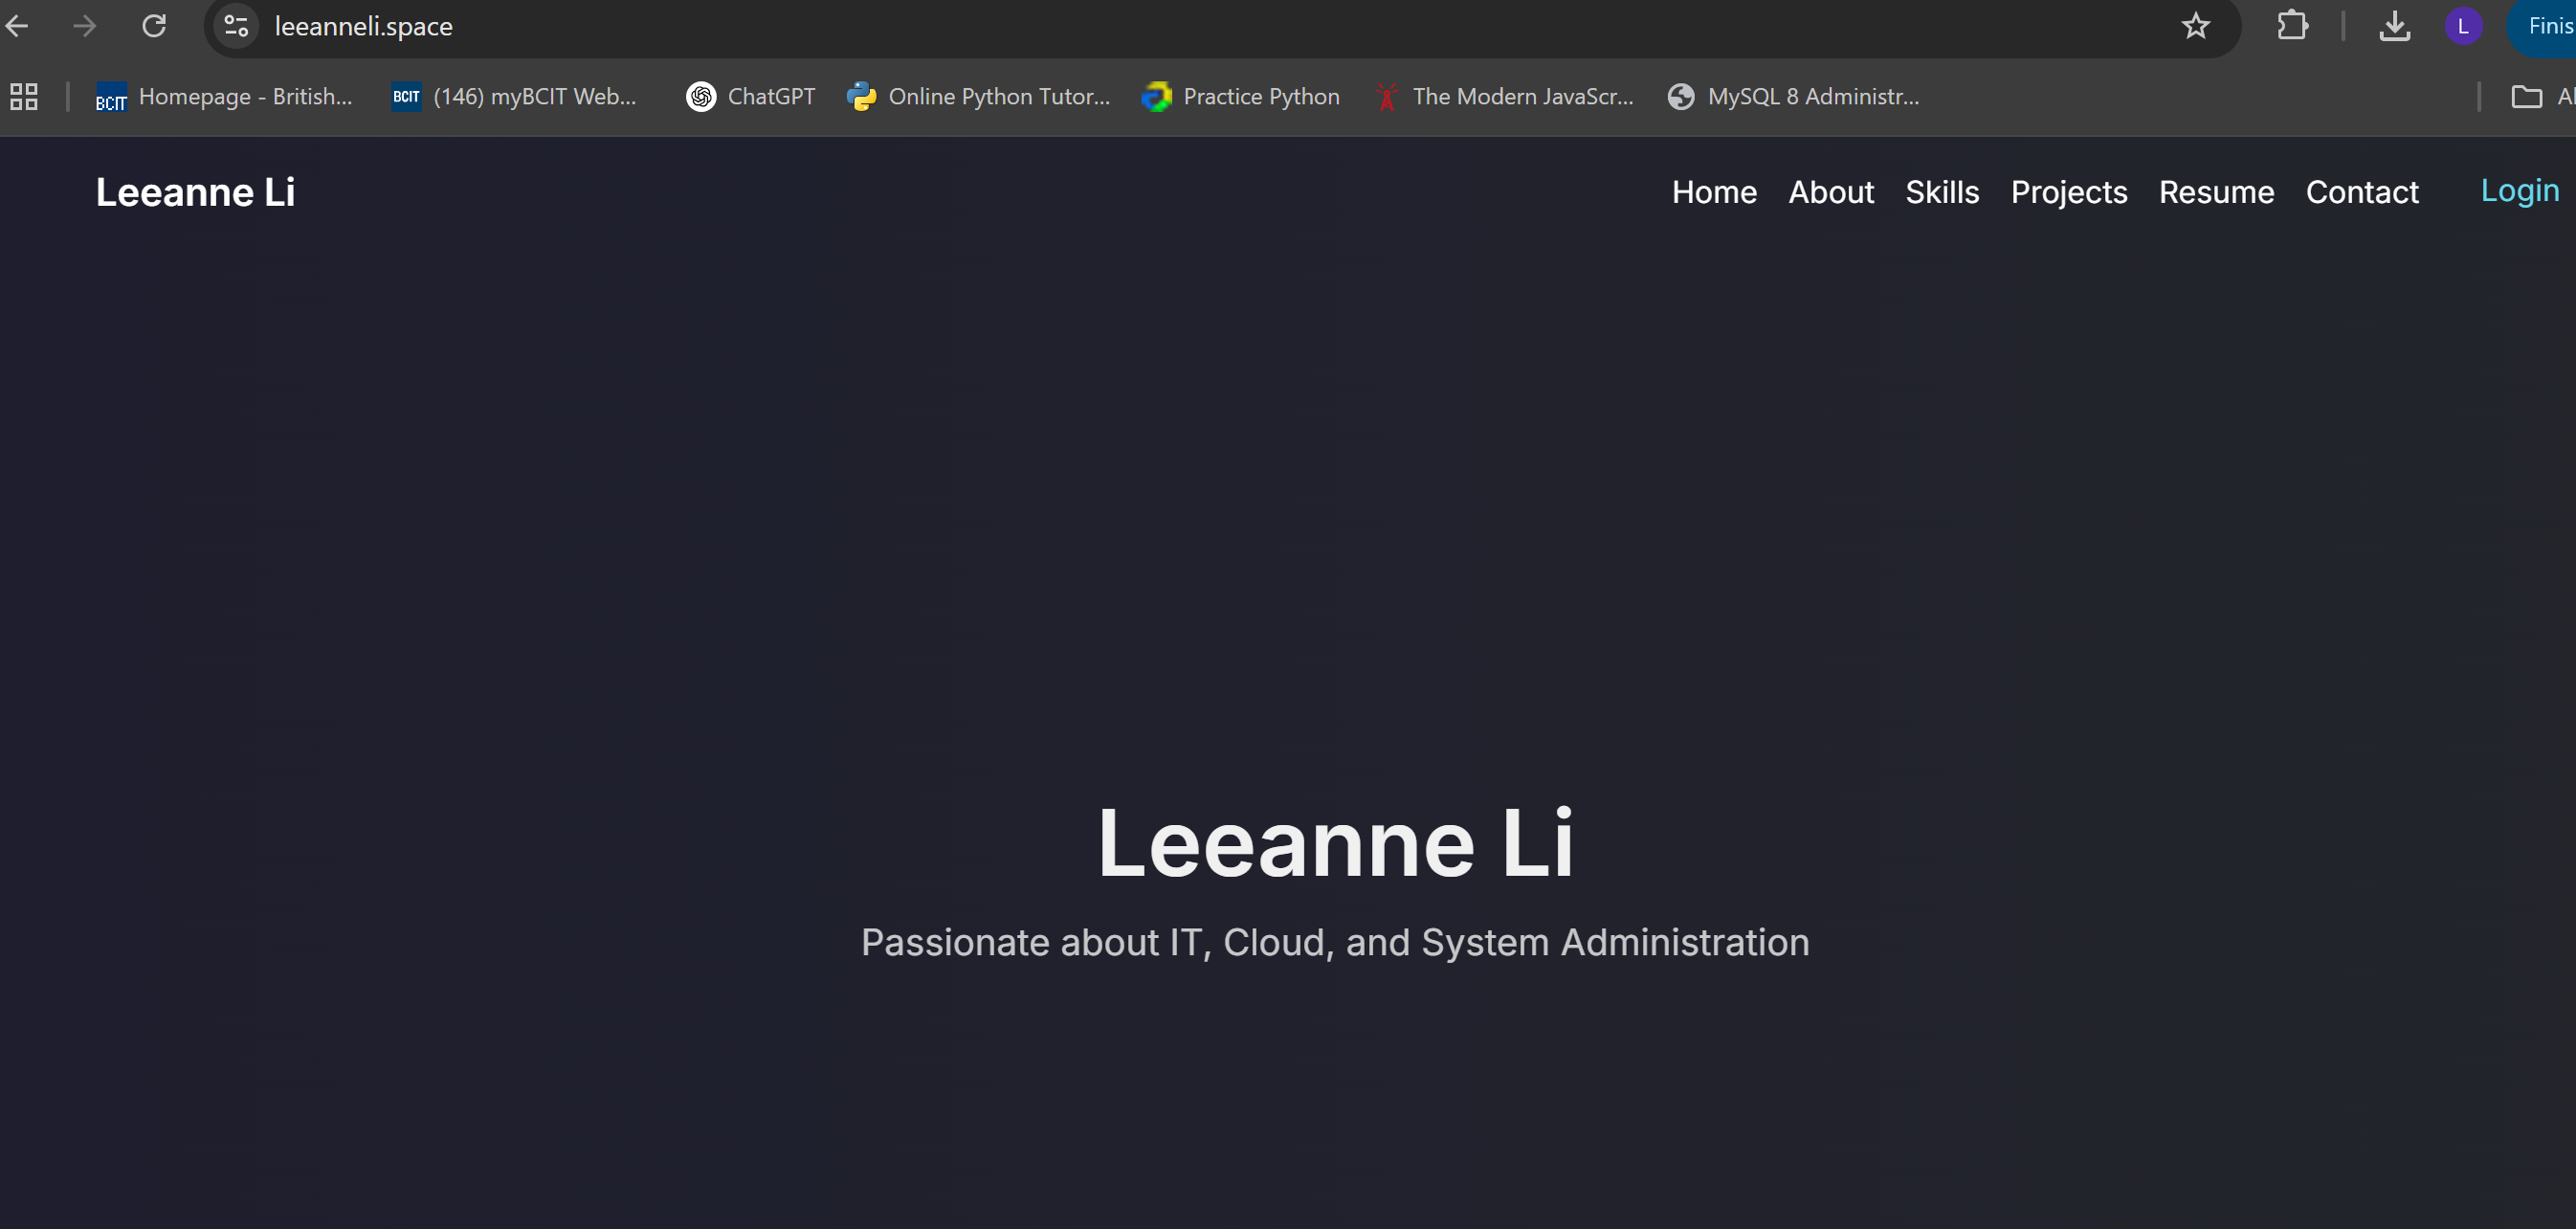 leeanneli.space
L
Finis
BCIT Homepage - British...
BCIT (146) myBCIT Web...
ChatGPT
Online Python Tutor...
Practice Python
The Modern JavaScr...
MySQL 8 Administr...
Al
Leeanne Li
Home About Skills Projects Resume Contact Login
Leeanne Li
Passionate about IT, Cloud, and System Administration